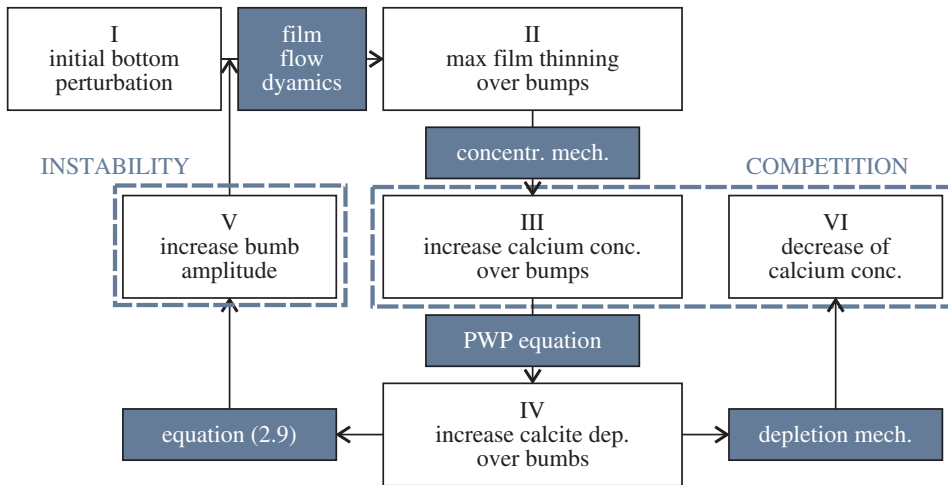 I
initial bottom
perturbation
film
flow
dyamics
II
max film thinning
over bumps
concentr. mech.
INSTABILITY
COMPETITION
V
increase bumb
amplitude
III
increase calcium conc.
over bumps
VI
decrease of
calcium conc.
PWP equation
equation (2.9)
IV
increase calcite dep.
over bumbs
depletion mech.